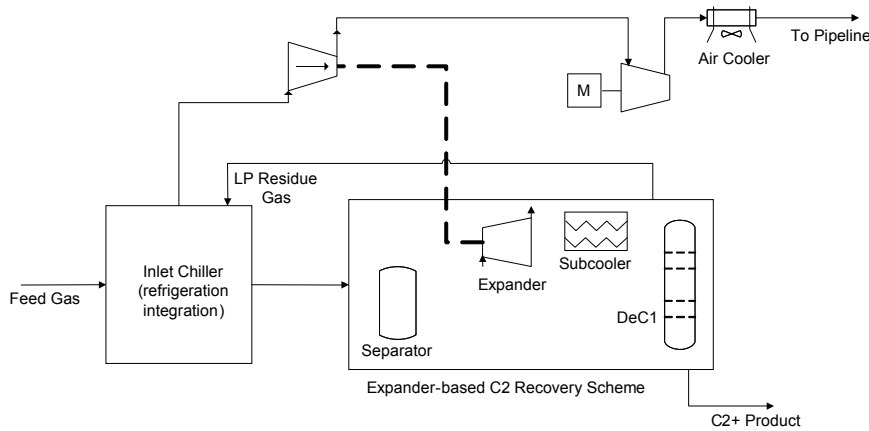 To Pipeline
Air Cooler
M
LP Residue
Gas
Inlet Chiller
(refrigeration
integration)
Feed Gas
Subcooler
Expander
DeC1
Separator
Expander-based C2 Recovery Scheme
C2+ Product